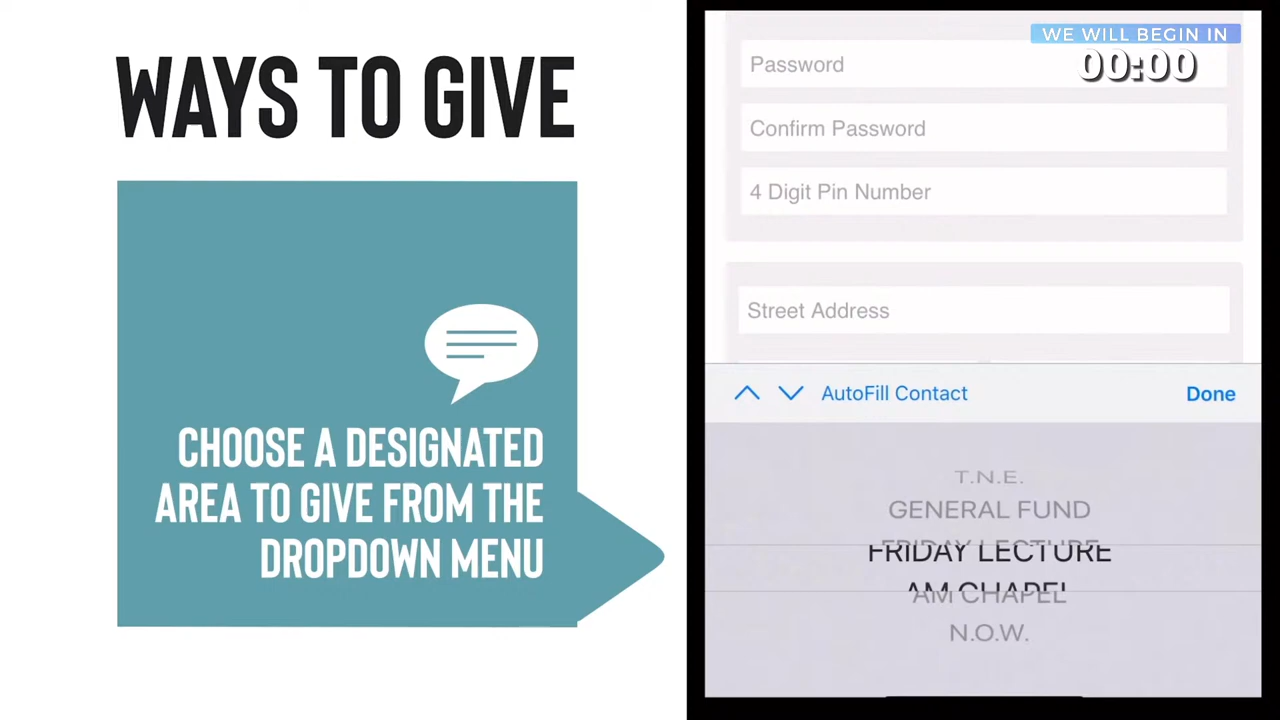 WAYS TO GIVE
CHOOSE A DESIGNATED
AREA TO GIVE FROM THE
DROPDOWN MENU
WE WILL BEGIN IN
00:00
Password
Confirm Password
4 Digit Pin Number
Street Address
AutoFill Contact
Done
T.N.E.
GENERAL FUND
FRIDAY LECTURE
AM CHAPEL
N.O.W.